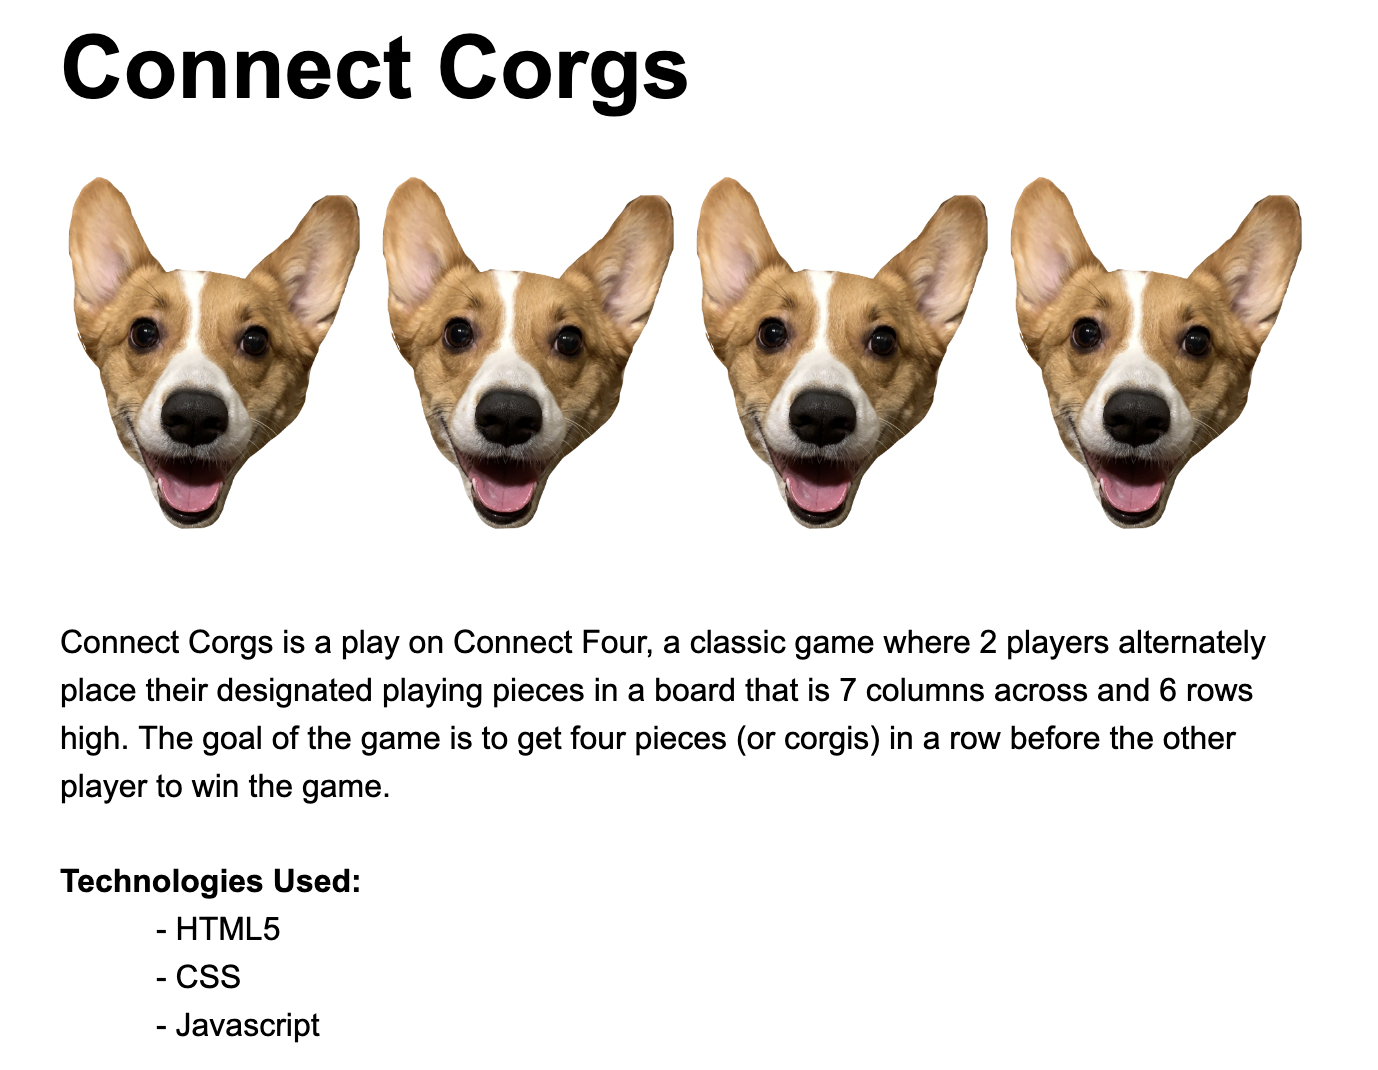 Connect Corgs
Connect Corgs is a play on Connect Four, a classic game where 2 players alternately
place their designated playing pieces in a board that is 7 columns across and 6 rows
high. The goal of the game is to get four pieces (or corgis) in a row before the other
player to win the game.
Technologies Used:
- HTML5
- CSS
- Javascript